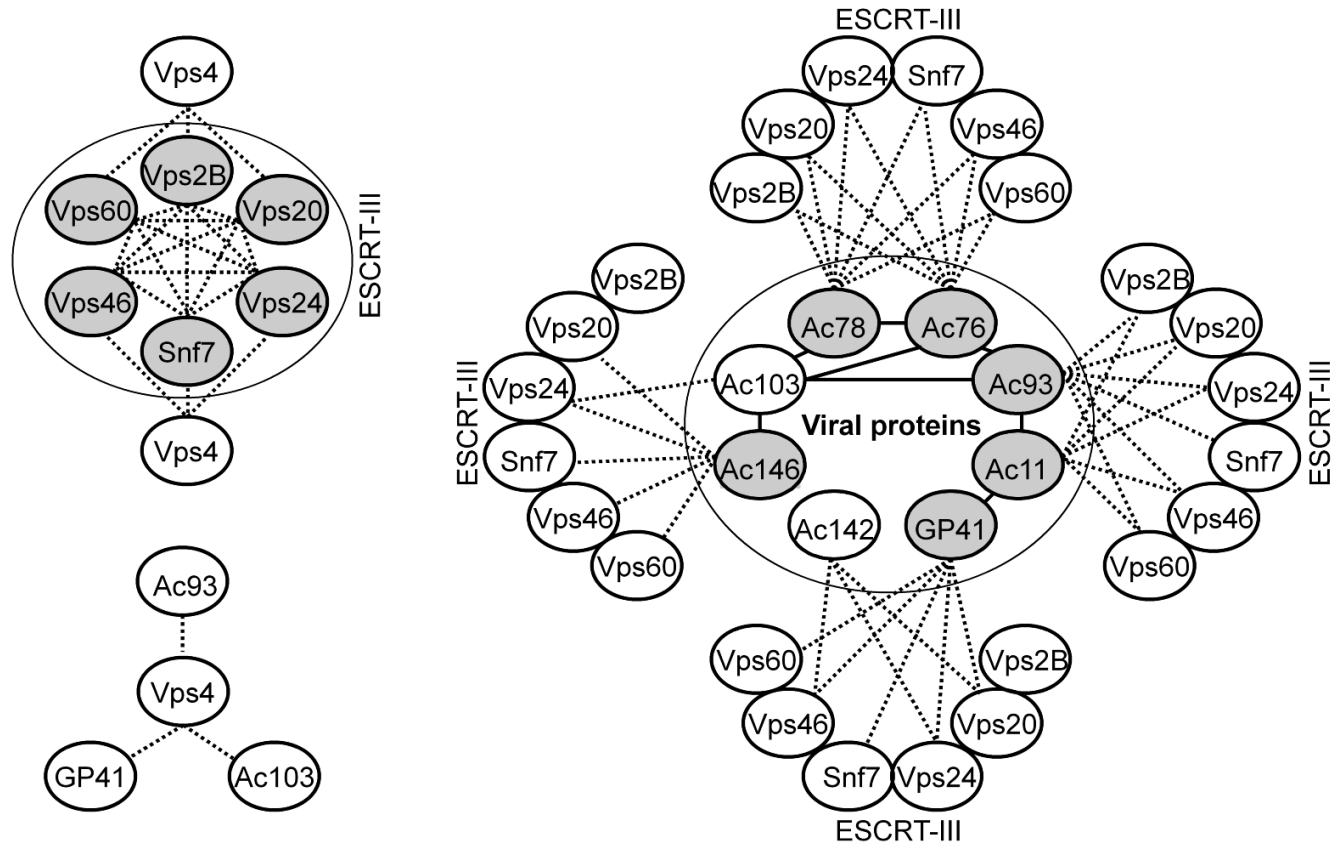 Vps4
Vps2B
Vps60
Vps20
Vps46
Vps24
Snf7
Vps4
ESCRT-III
Ac93
Vps4
GP41
Ac103
ESCRT-III
Vps24
Snf7
Vps20
Vps46
Vps2B
Vps60
Vps2B
Vps20
Vps24
Snf7
Vps46
Vps60
ESCRT-III
Ac78
Ac76
Ac103
Ac93
Viral proteins
Ac146
Ac11
Ac142
GP41
Vps2B
Vps20
Vps24
Snf7
Vps46
Vps60
ESCRT-III
Vps60
Vps2B
Vps46
Vps20
Snf7
Vps24
ESCRT-III